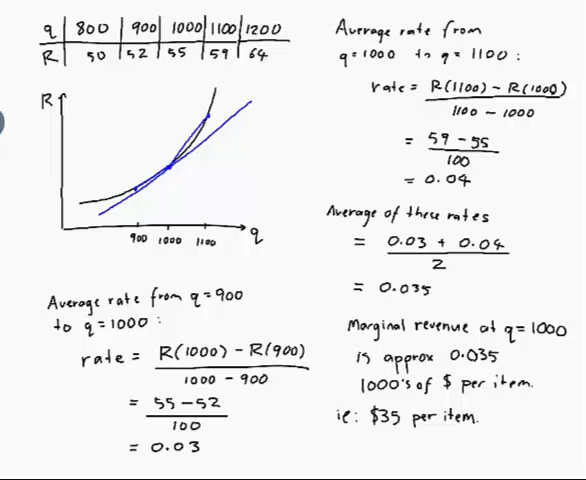 q 800 900 1000 1100 1200
R 50 52 55 59 64
R
900 1000 1100 q
Average rate from q=900
to q=1000:
rate = R(1000) - R(900)
1000 - 900
= 55-52
100
= 0.03
Average rate from
q=1000 to q=1100:
rate = R(1100) - R(1000)
1100 - 1000
= 59-55
100
= 0.04
Average of these rates
= 0.03 + 0.04
2
= 0.035
Marginal revenue at q=1000
is approx 0.035
1000's of $ per item.
ie: $35 per item.